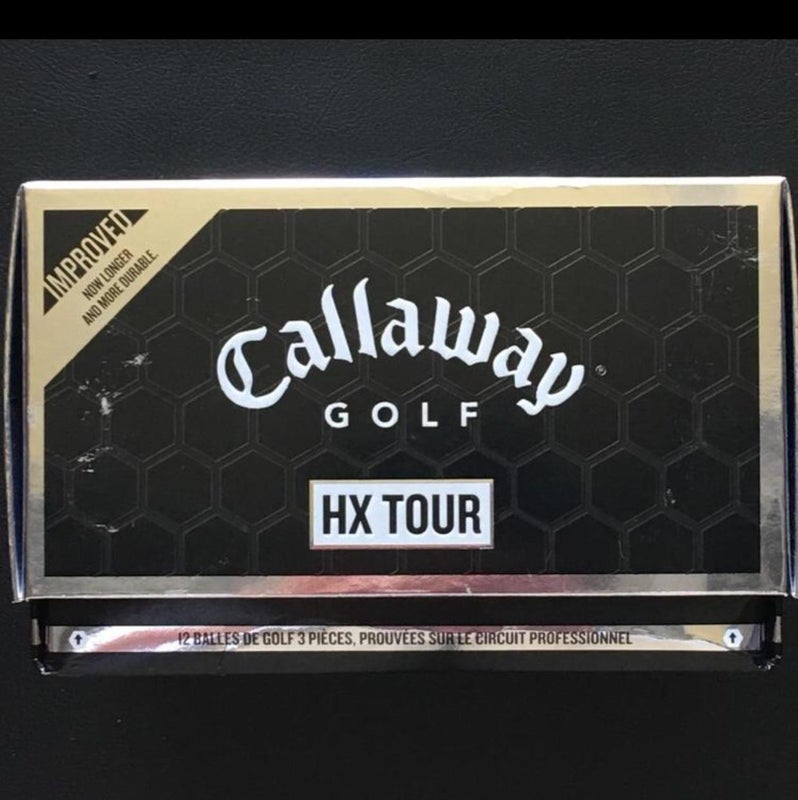 IMPROVED
NOW LONGER
AND MORE DURABLE.
Callaway®
GOLF
HX TOUR
12 BALLES DE GOLF 3 PIÈCES, PROUVÉES SUR LE CIRCUIT PROFESSIONNEL